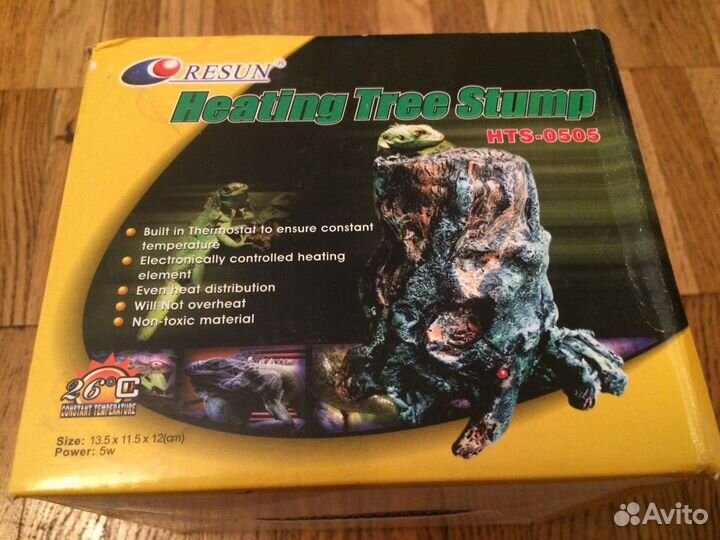 RESUN®
Heating Tree Stump
HTS-0505
Built in Thermostat to ensure constant
temperature
Electronically controlled heating
element
Even heat distribution
Will Not overheat
Non-toxic material
26°C
CONSTANT TEMPERATURE
Size: 13.5 x 11.5 x 12(cm)
Power: 5w
Avito